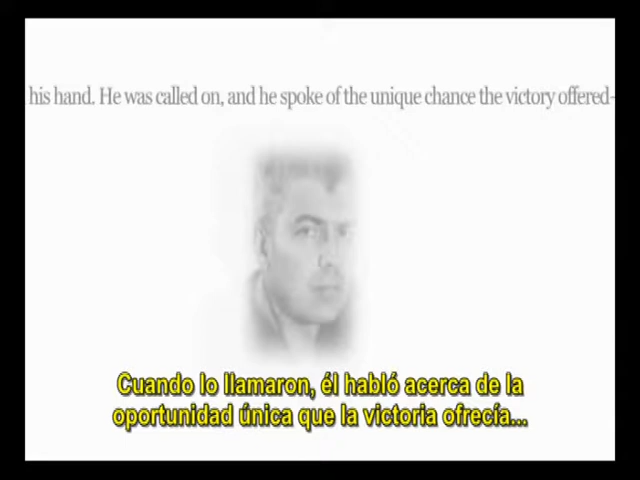 his hand. He was called on, and he spoke of the unique chance the victory offered-
Cuando lo llamaron, él habló acerca de la
oportunidad única que la victoria ofrecía...